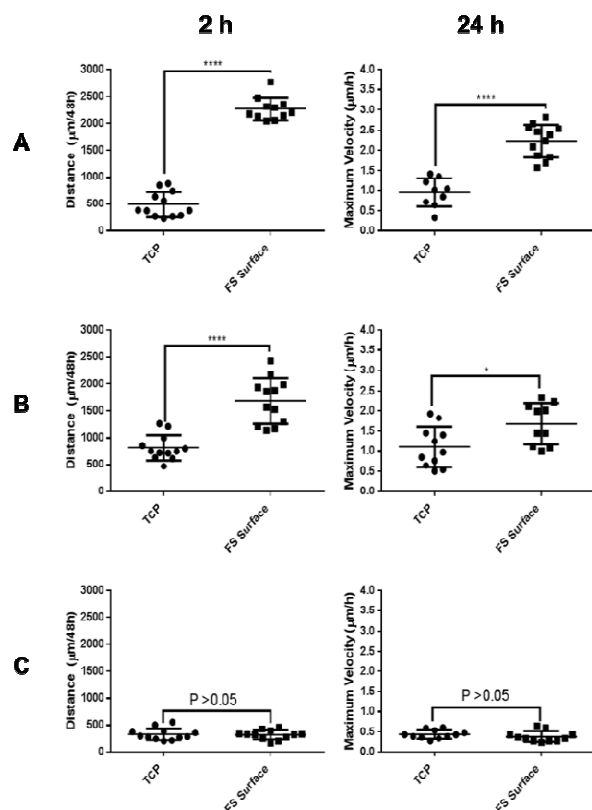 2 h
24 h
A
Distance (µm/48h)
3000
2500
2000
1500
1000
500
0
****
TCP
FS Surface
Maximum Velocity (µm/h)
4.0
3.5
3.0
2.5
2.0
1.5
1.0
0.5
0.0
****
TCP
FS Surface
B
Distance (µm/48h)
3000
2500
2000
1500
1000
500
0
****
TCP
FS Surface
Maximum Velocity (µm/h)
4.0
3.5
3.0
2.5
2.0
1.5
1.0
0.5
0.0
*
TCP
FS Surface
C
Distance (µm/48h)
3000
2500
2000
1500
1000
500
0
P >0.05
TCP
FS Surface
Maximum Velocity (µm/h)
4.0
3.5
3.0
2.5
2.0
1.5
1.0
0.5
0.0
P >0.05
TCP
FS Surface